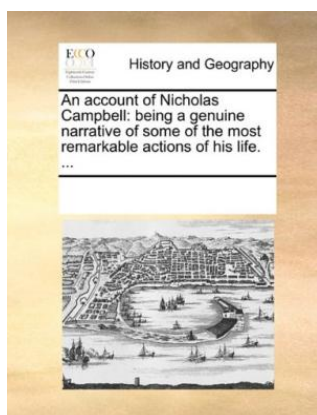 ECCO
History and Geography
An account of Nicholas
Campbell: being a genuine
narrative of some of the most
remarkable actions of his life.
...